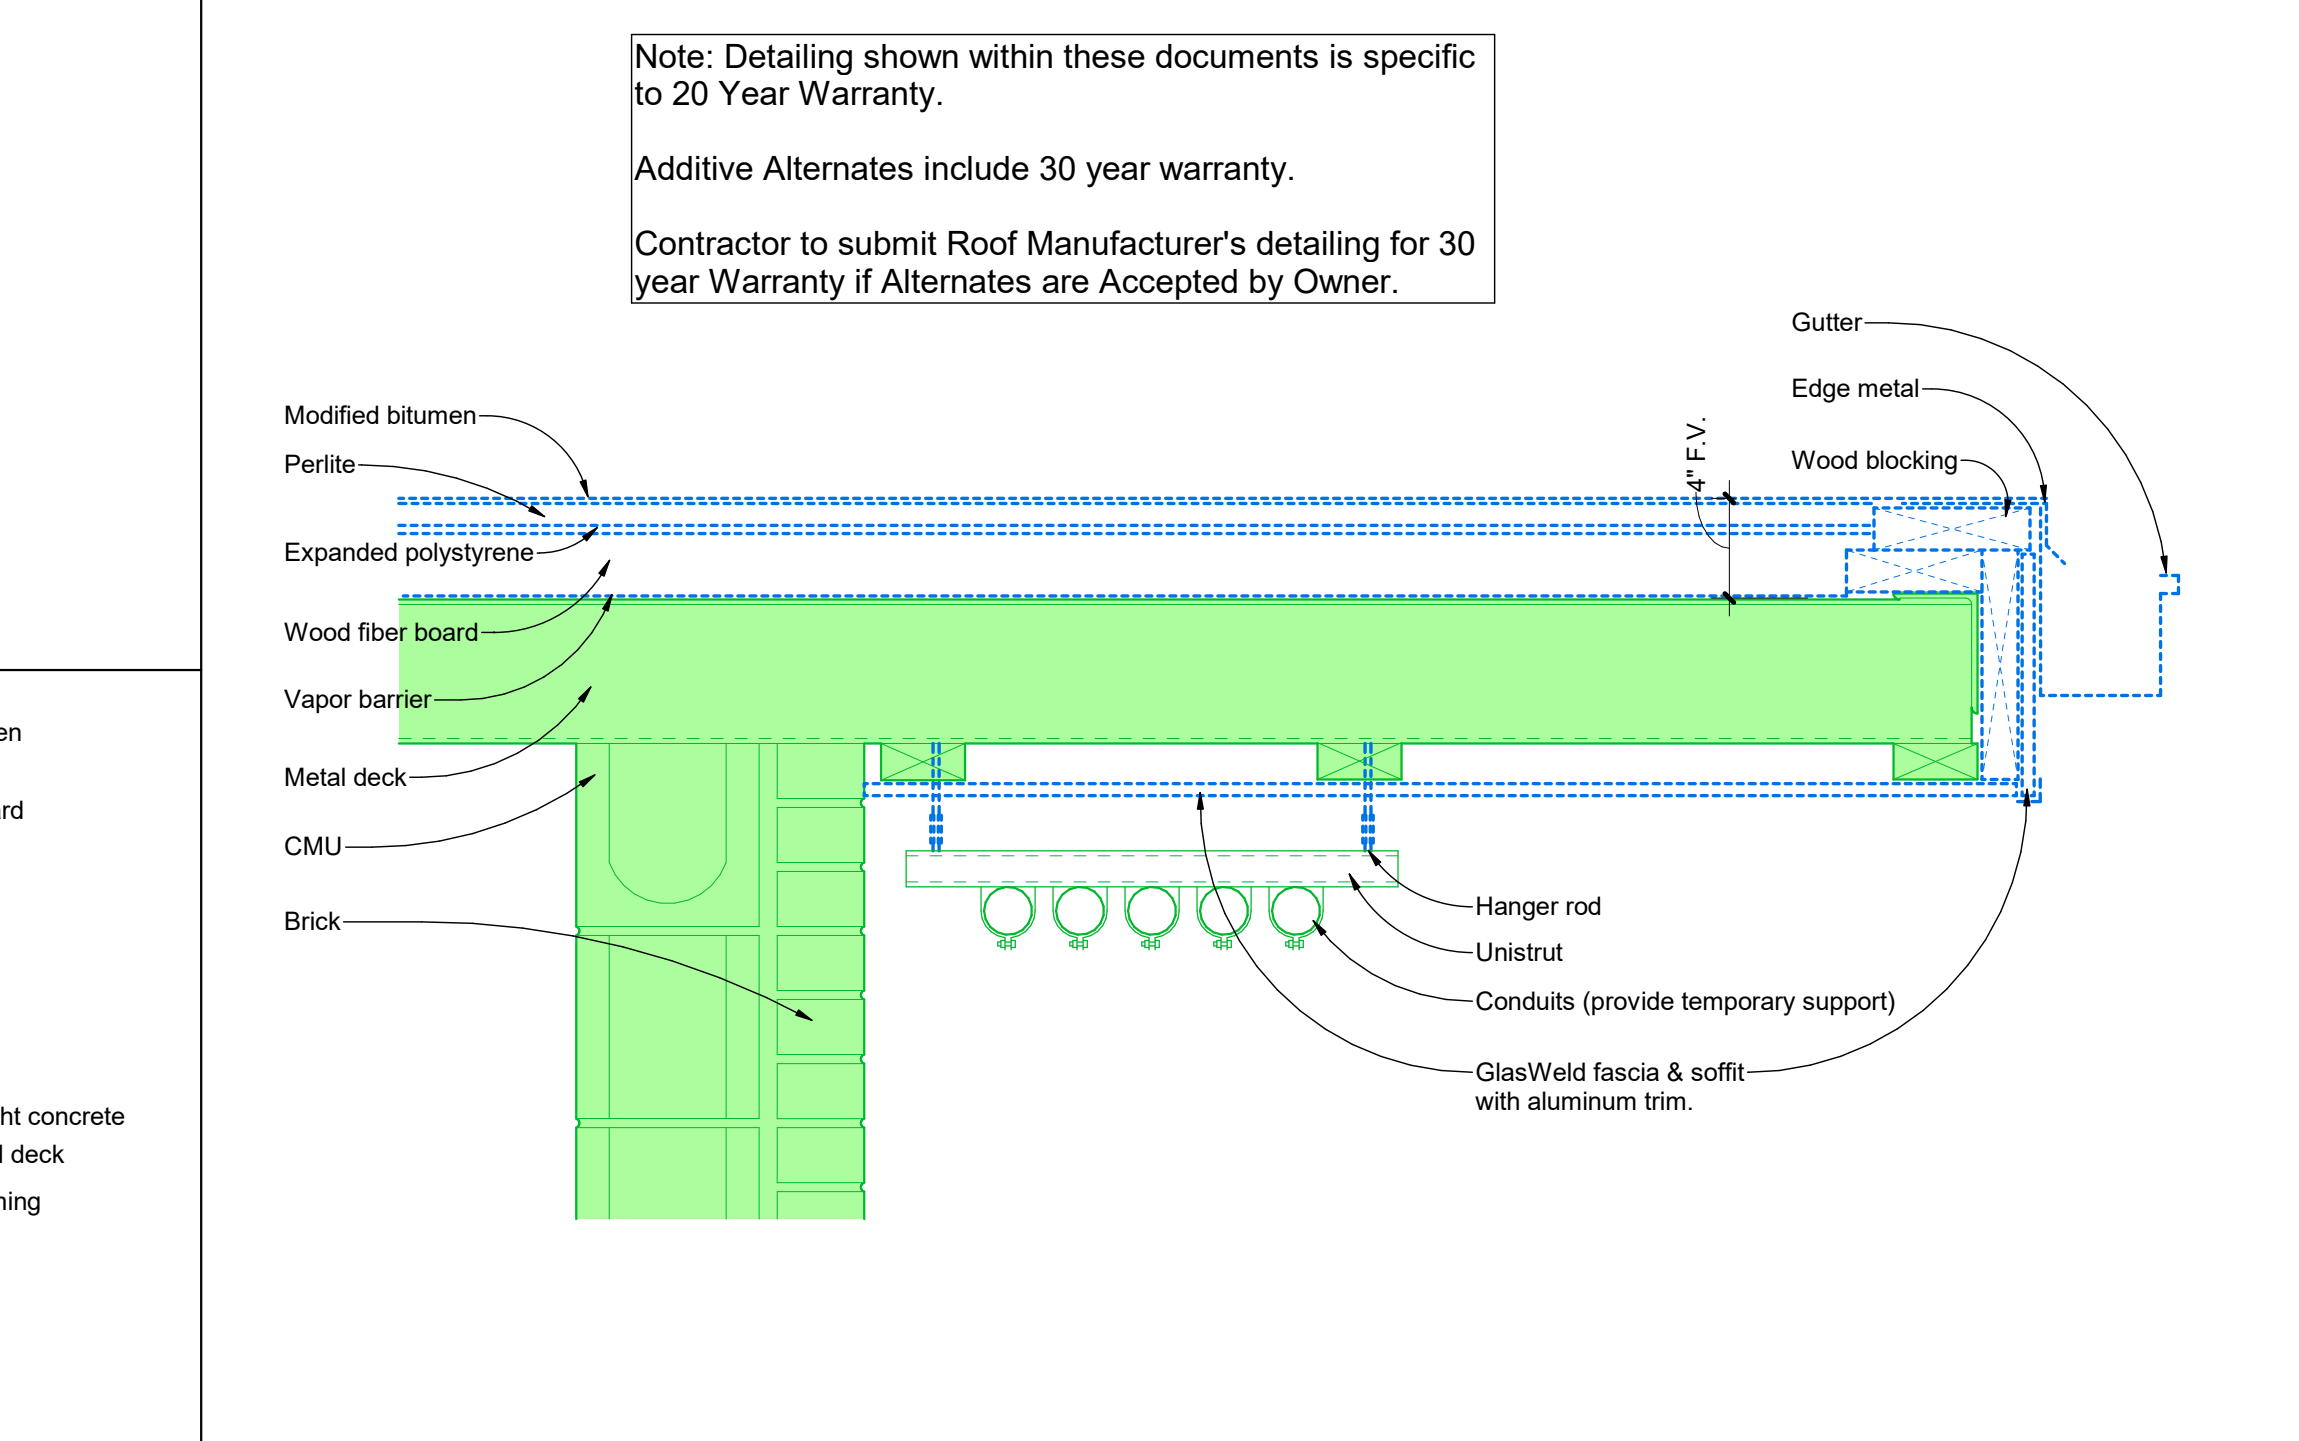 Note: Detailing shown within these documents is specific
to 20 Year Warranty.
Additive Alternates include 30 year warranty.
Contractor to submit Roof Manufacturer's detailing for 30
year Warranty if Alternates are Accepted by Owner.
Gutter
Edge metal
Wood blocking
4" F.V.
Modified bitumen
Perlite
Expanded polystyrene
Wood fiber board
Vapor barrier
Metal deck
CMU
Brick
Hanger rod
Unistrut
Conduits (provide temporary support)
GlasWeld fascia & soffit
with aluminum trim.
en
ard
ht concrete
deck
ning